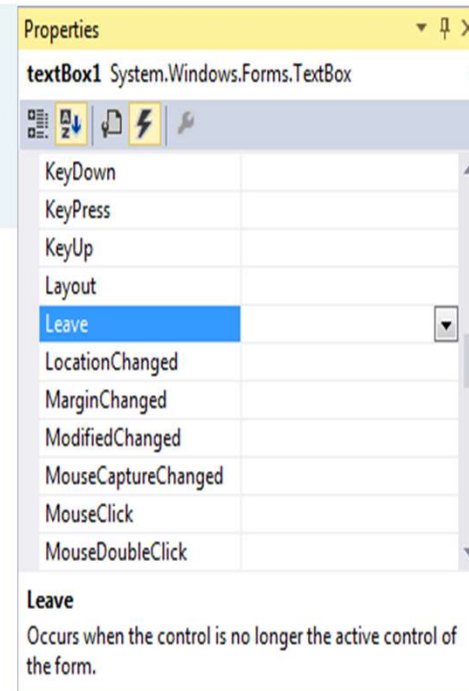 Properties
textBox1 System.Windows.Forms.TextBox
KeyDown
KeyPress
KeyUp
Layout
Leave
LocationChanged
MarginChanged
ModifiedChanged
MouseCaptureChanged
MouseClick
MouseDoubleClick
Leave
Occurs when the control is no longer the active control of
the form.